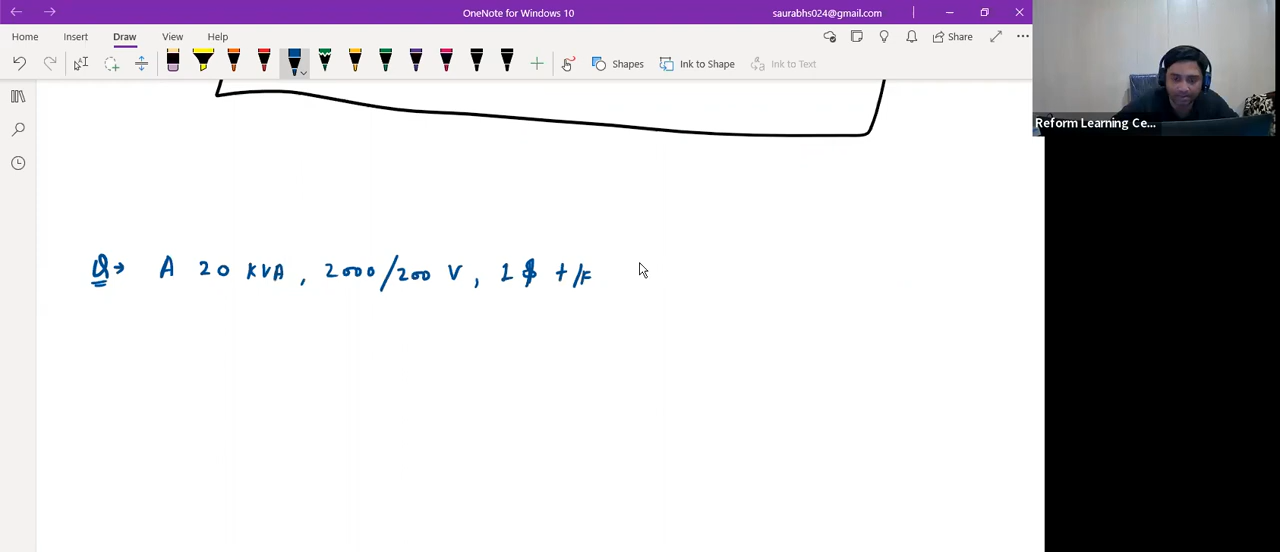 OneNote for Windows 10
saurabhs024@gmail.com
Home Insert Draw View Help
Share
Shapes
Ink to Shape
Ink to Text
Reform Learning Ce...
Q→ A 20 KVA, 2000/200 V, 1ϕ t/f